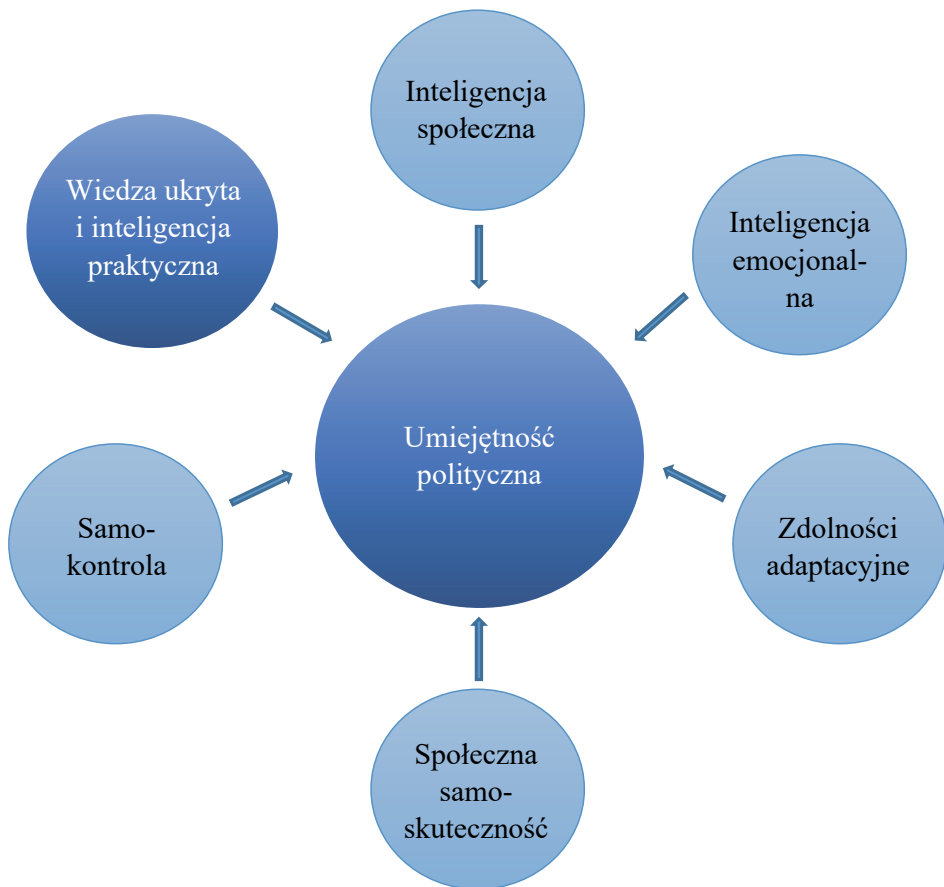 Inteligencja
społeczna
Wiedza ukryta
i inteligencja
praktyczna
Inteligencja
emocjonal-
na
Umiejętność
polityczna
Samo-
kontrola
Zdolności
adaptacyjne
Społeczna
samo-
skuteczność